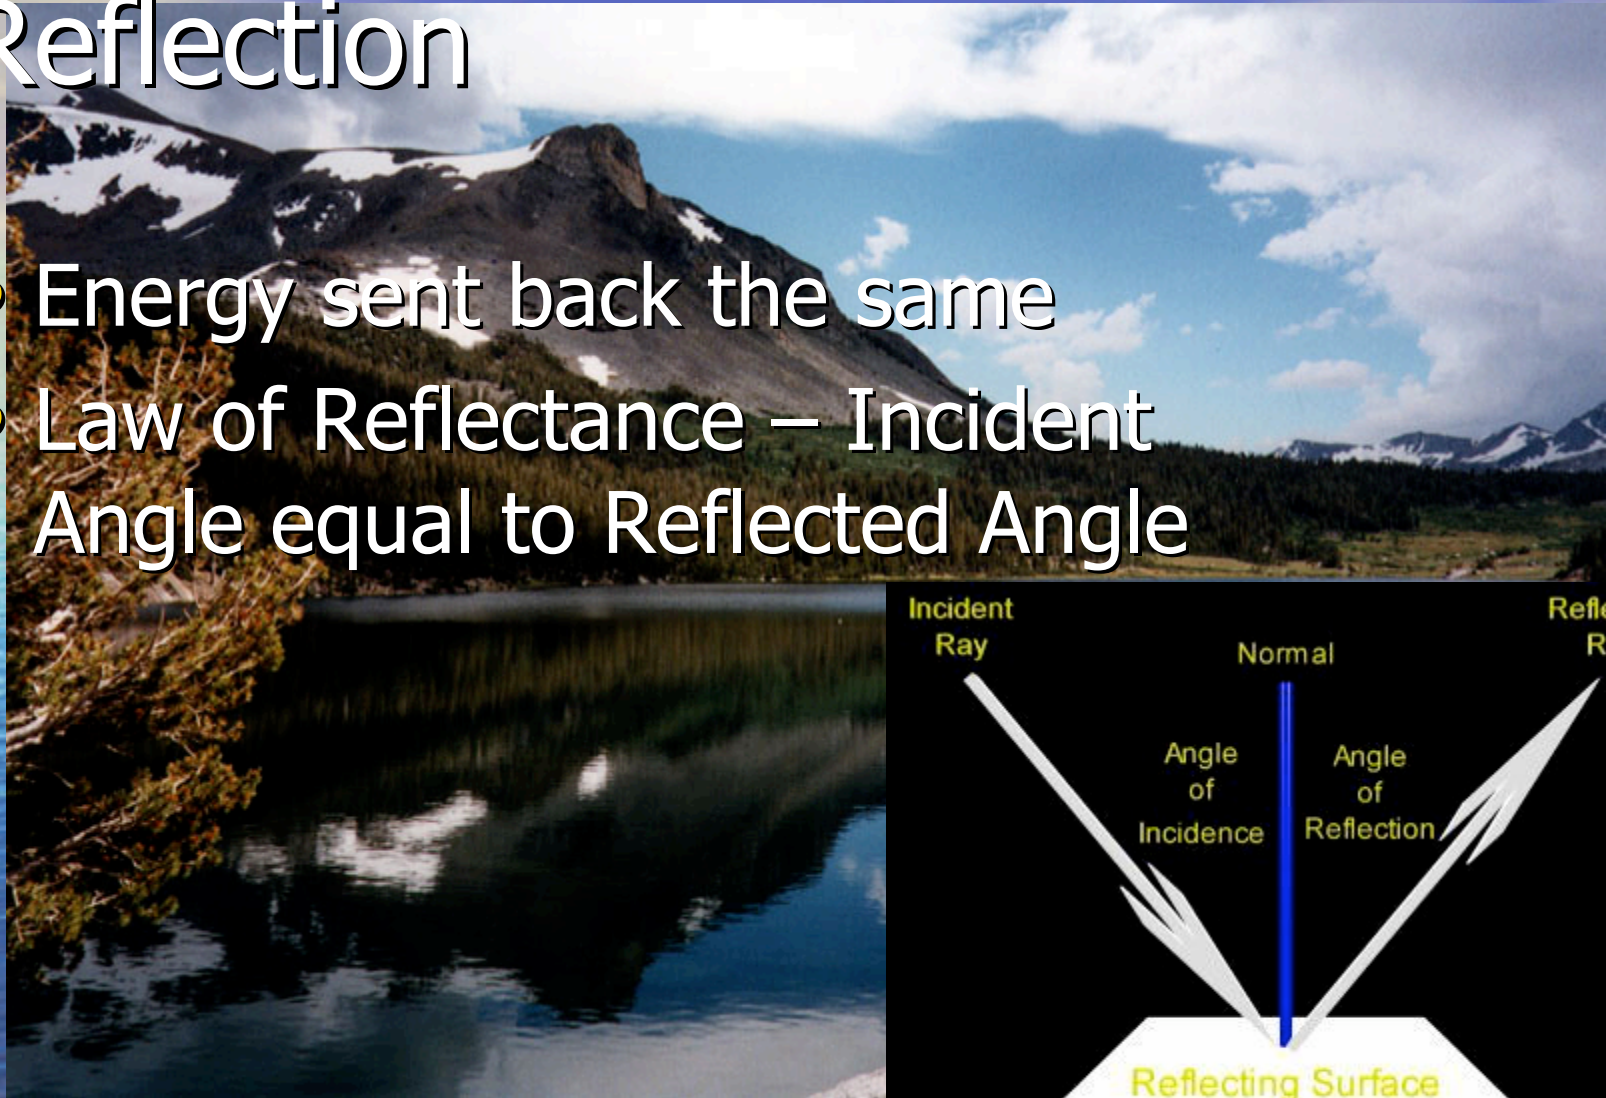 Reflection
Energy sent back the same
Law of Reflectance – Incident
Angle equal to Reflected Angle
Incident
Ray
Normal
Angle
of
Incidence
Angle
of
Reflection
Reflecting Surface